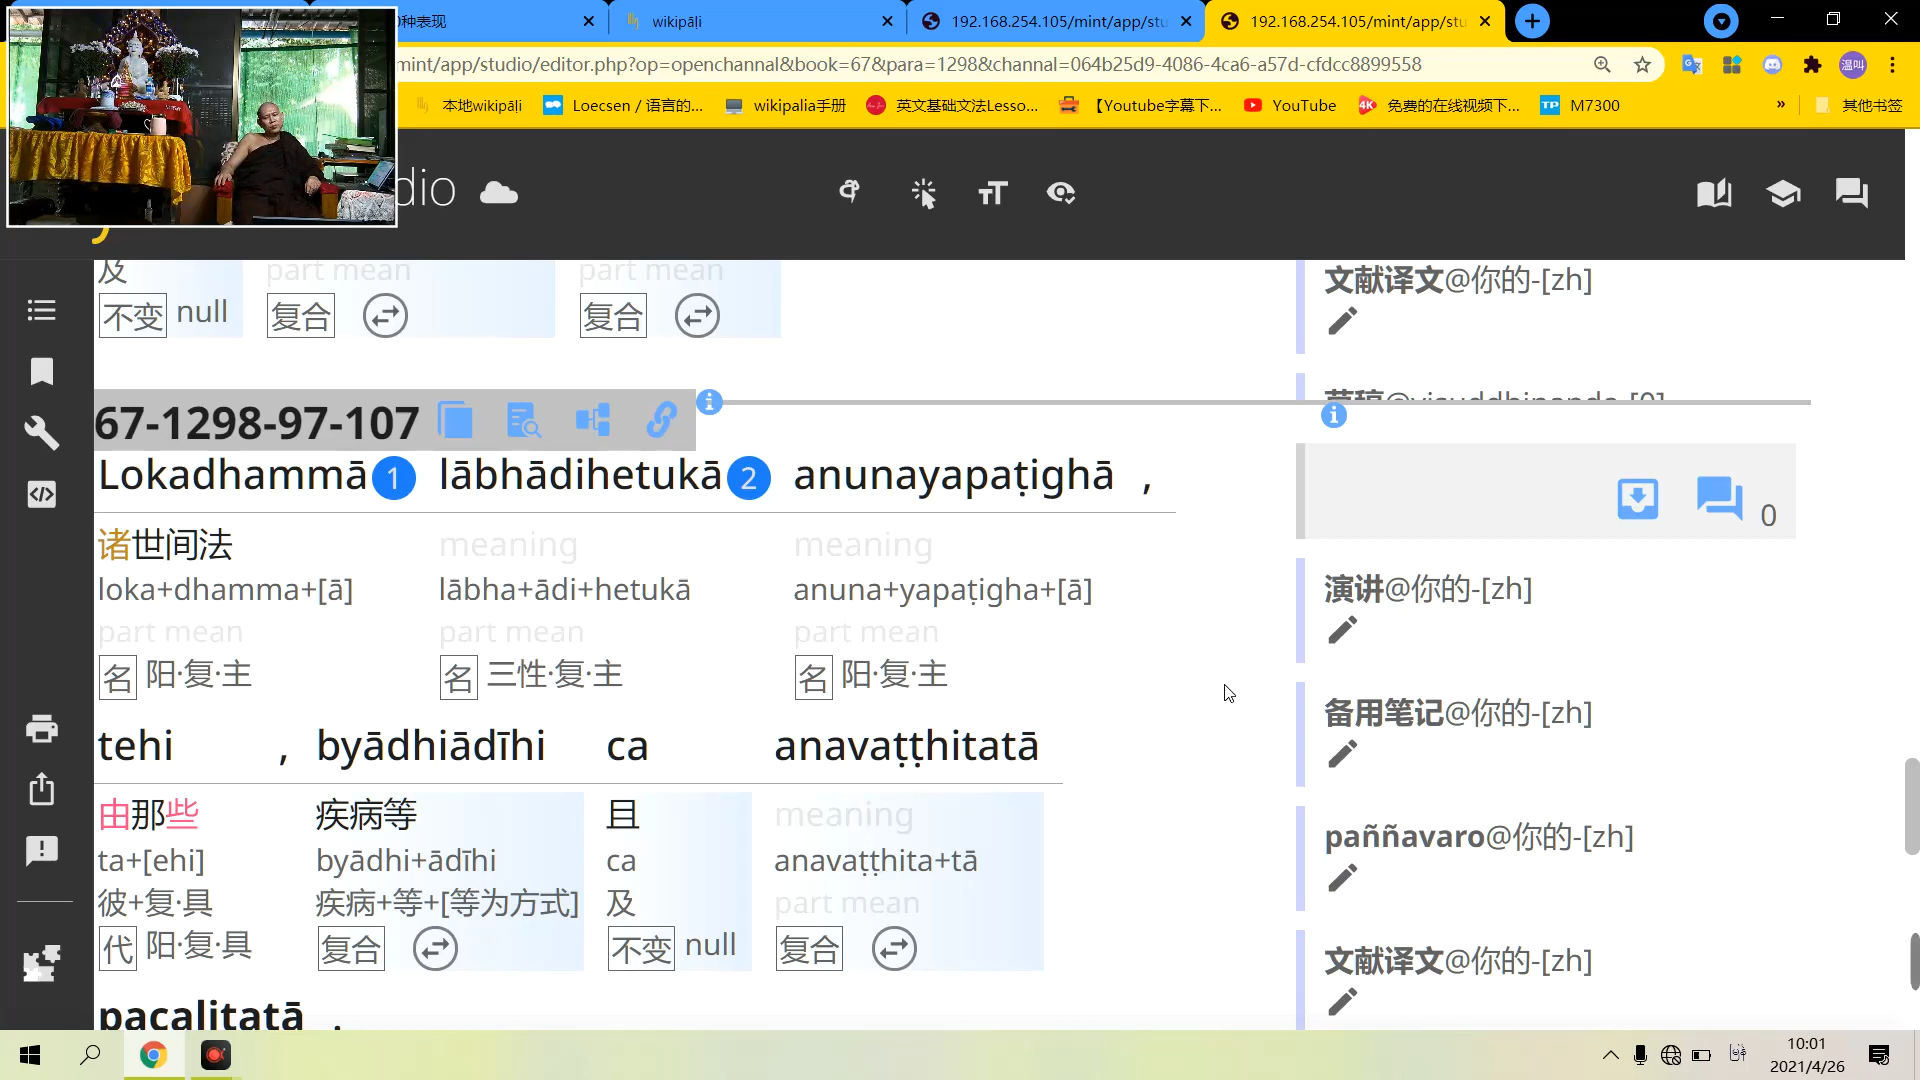 种表现
wikipāḷi
192.168.254.105/mint/app/stu
192.168.254.105/mint/app/stu
mint/app/studio/editor.php?op=openchannal&book=67&para=1298&channal=064b25d9-4086-4ca6-a57d-cfdcc8899558
温叫
本地wikipāḷi
Loecsen / 语言的...
wikipalia手册
英文基础文法Lesso...
【Youtube字幕下...
YouTube
免费的在线视频下...
TP M7300
»
其他书签
dio
及
part mean
part mean
不变 null
复合
复合
文献译文@你的-[zh]
67-1298-97-107
Lokadhammā 1 lābhādihetukā 2 anunayapaṭighā ,
诸世间法
meaning
meaning
loka+dhamma+[ā]
lābha+ādi+hetukā
anuna+yapaṭigha+[ā]
part mean
part mean
part mean
名 阳·复·主
名 三性·复·主
名 阳·复·主
tehi , byādhiādīhi ca anavaṭṭhitatā
由那些
疾病等
且
meaning
ta+[ehi]
byādhi+ādīhi
ca
anavaṭṭhita+tā
彼+复·具
疾病+等+[等为方式]
及
part mean
代 阳·复·具
复合
不变 null
复合
pacalitatā .
0
演讲@你的-[zh]
备用笔记@你的-[zh]
paññavaro@你的-[zh]
文献译文@你的-[zh]
10:01
2021/4/26